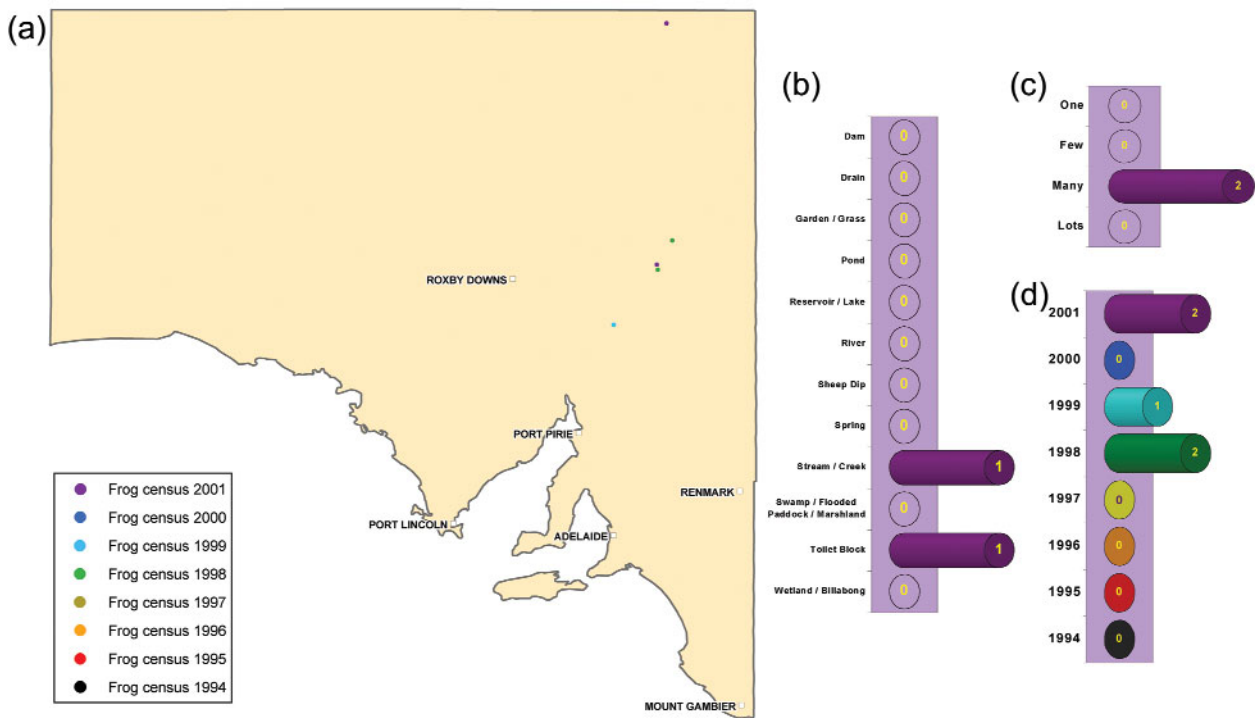 (a)
ROXBY DOWNS
PORT PIRIE
RENMARK
PORT LINCOLN
ADELAIDE
MOUNT GAMBIER
Frog census 2001
Frog census 2000
Frog census 1999
Frog census 1998
Frog census 1997
Frog census 1996
Frog census 1995
Frog census 1994
(b)
Dam 0
Drain 0
Garden / Grass 0
Pond 0
Reservoir / Lake 0
River 0
Sheep Dip 0
Spring 0
Stream / Creek 1
Swamp / Flooded
Paddock / Marshland 0
Toilet Block 1
Wetland / Billabong 0
(c)
One 0
Few 0
Many 2
Lots 0
(d)
2001 2
2000 0
1999 1
1998 2
1997 0
1996 0
1995 0
1994 0